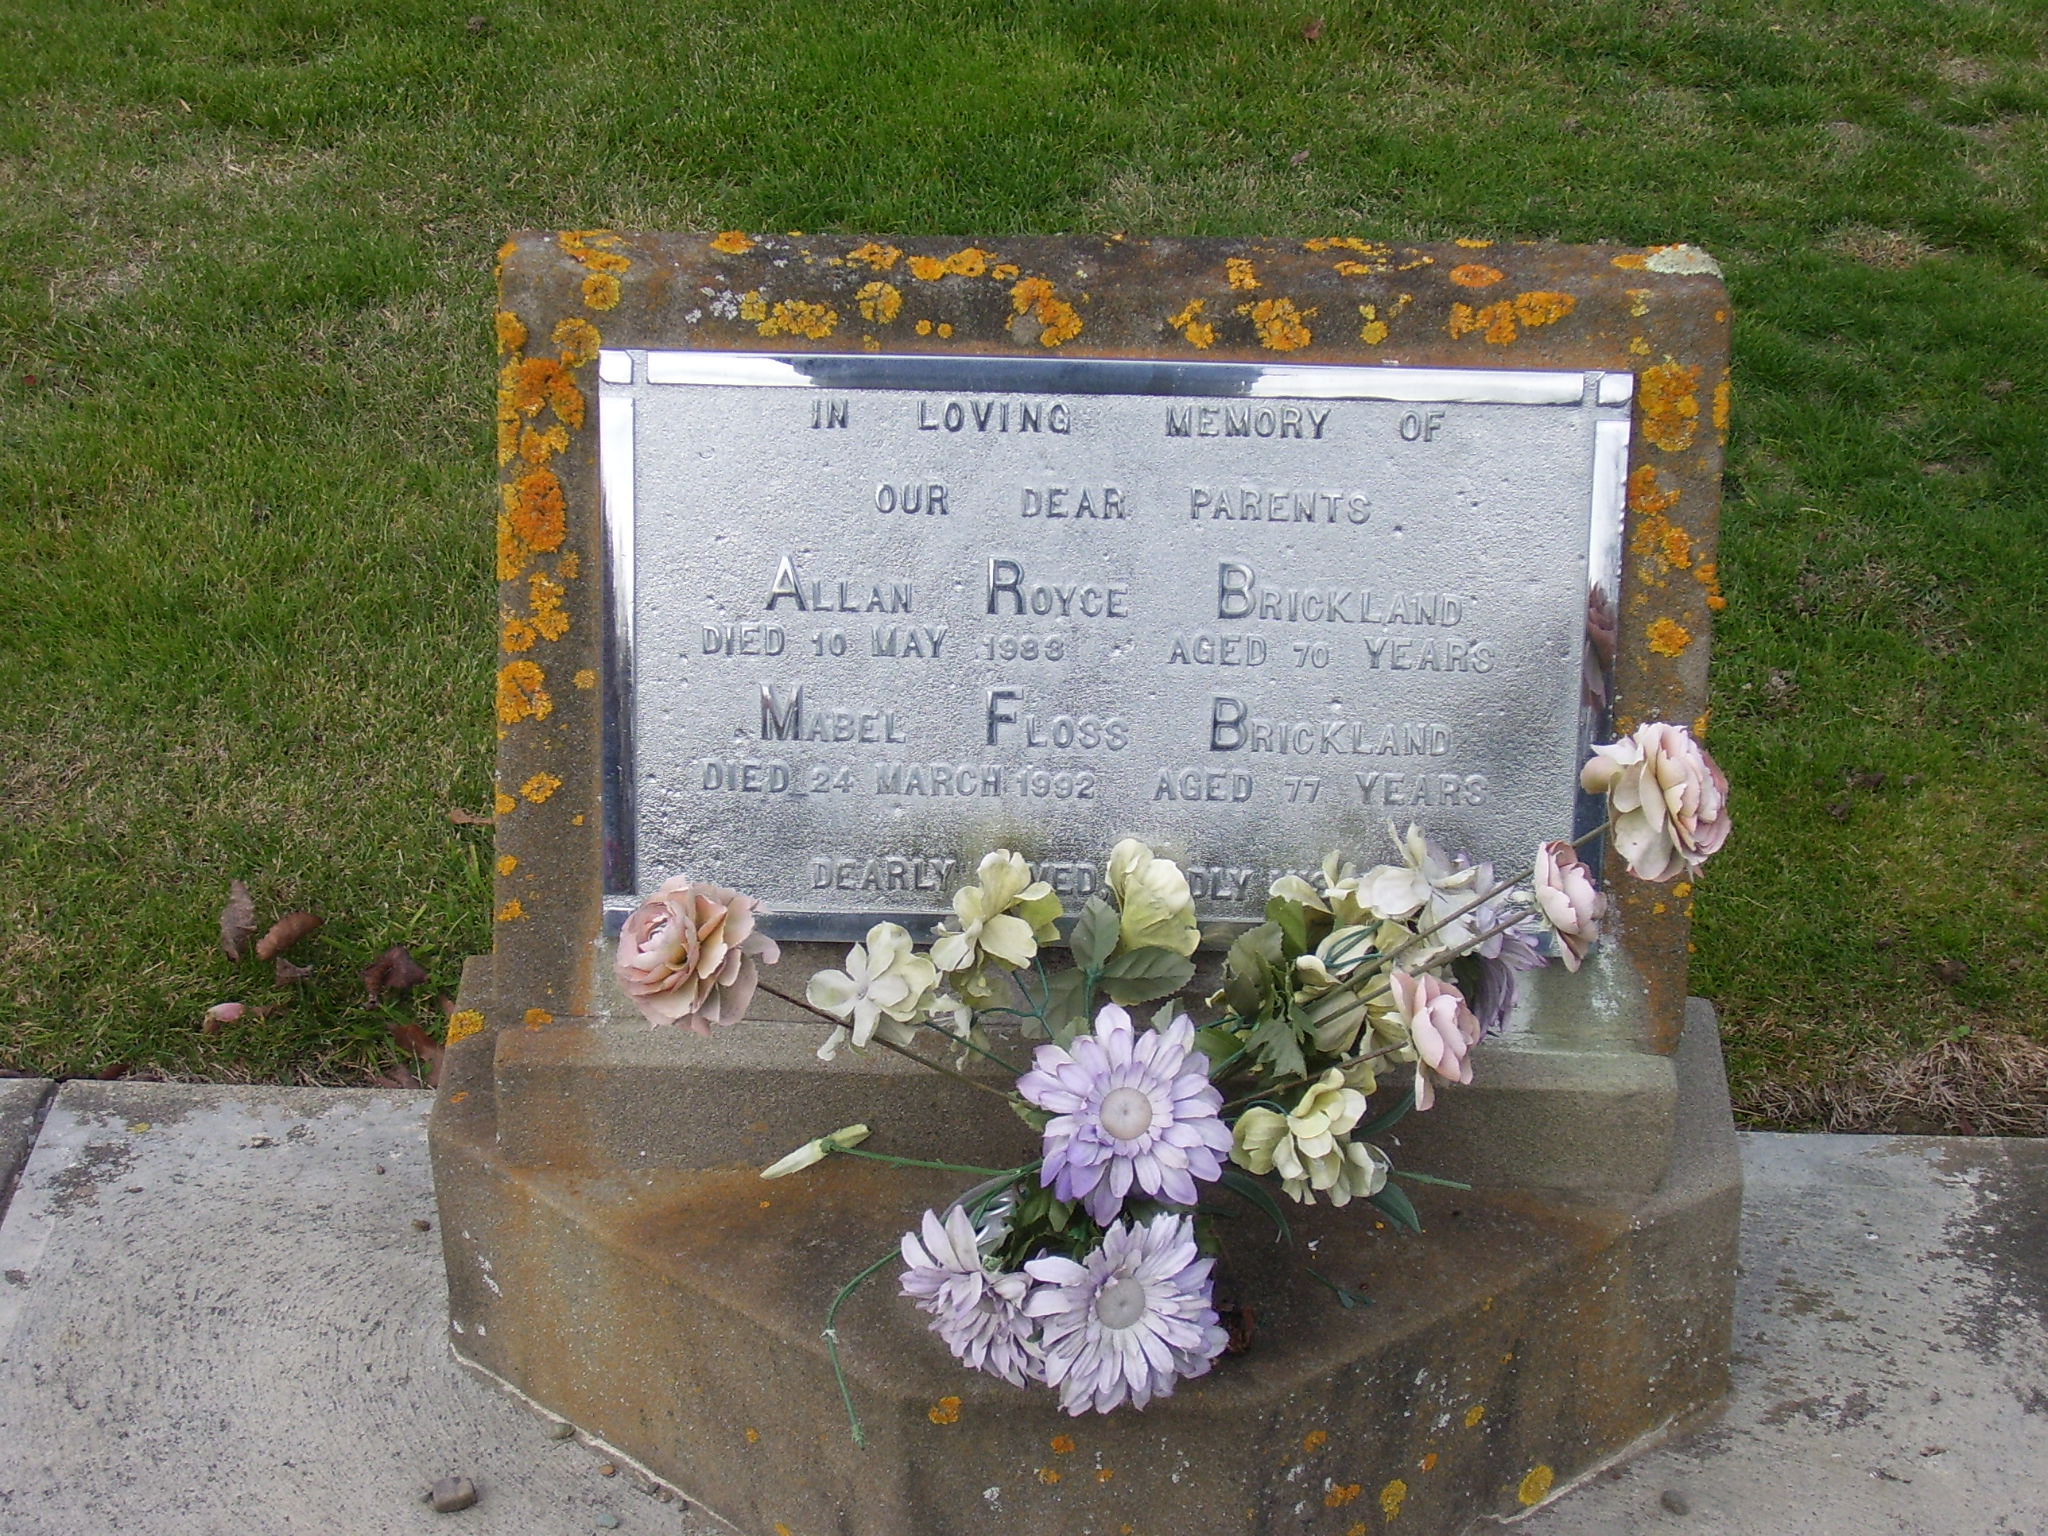 IN LOVING MEMORY OF
OUR DEAR PARENTS
ALLAN ROYCE BRICKLAND
DIED 10 MAY 1983 AGED 70 YEARS
MABEL FLOSS BRICKLAND
DIED 24 MARCH 1992 AGED 77 YEARS
DEARLY